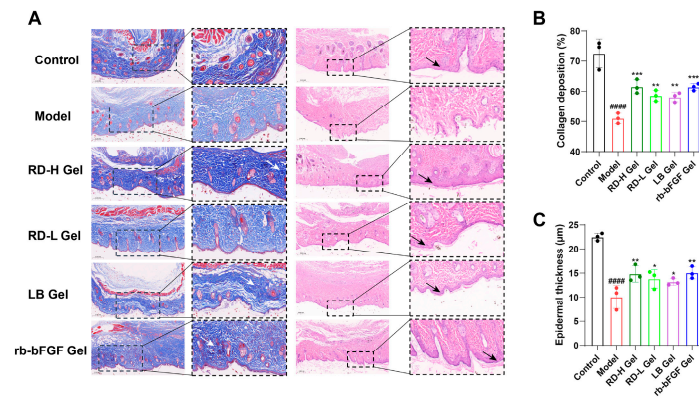 A
Control
Model
RD-H Gel
RD-L Gel
LB Gel
rb-bFGF Gel
B
Collagen deposition (%)
80
70
60
50
40
####
***
**
**
***
Control
Model
RD-H Gel
RD-L Gel
LB Gel
rb-bFGF Gel
C
Epidermal thickness (μm)
25
20
15
10
5
0
####
**
*
*
**
Control
Model
RD-H Gel
RD-L Gel
LB Gel
rb-bFGF Gel